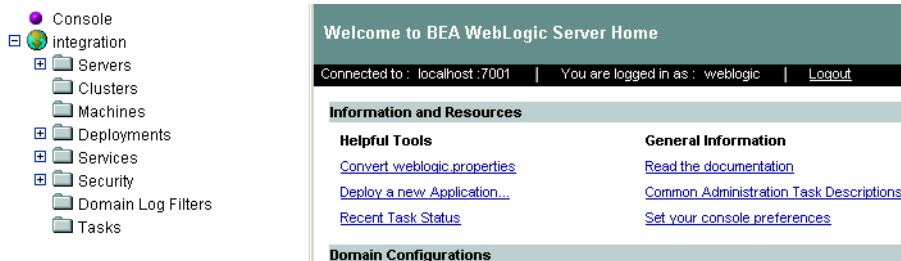 Console
integration
Servers
Clusters
Machines
Deployments
Services
Security
Domain Log Filters
Tasks
Welcome to BEA WebLogic Server Home
Connected to : localhost :7001 | You are logged in as : weblogic | Logout
Information and Resources
Helpful Tools General Information
Convert weblogic.properties Read the documentation
Deploy a new Application... Common Administration Task Descriptions
Recent Task Status Set your console preferences
Domain Configurations